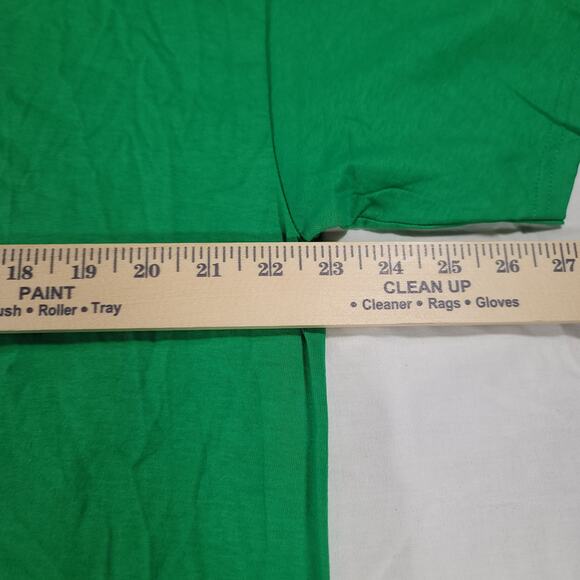 18 19 20 21 22 23 24 25 26 27
PAINT CLEAN UP
ush • Roller • Tray • Cleaner • Rags • Gloves